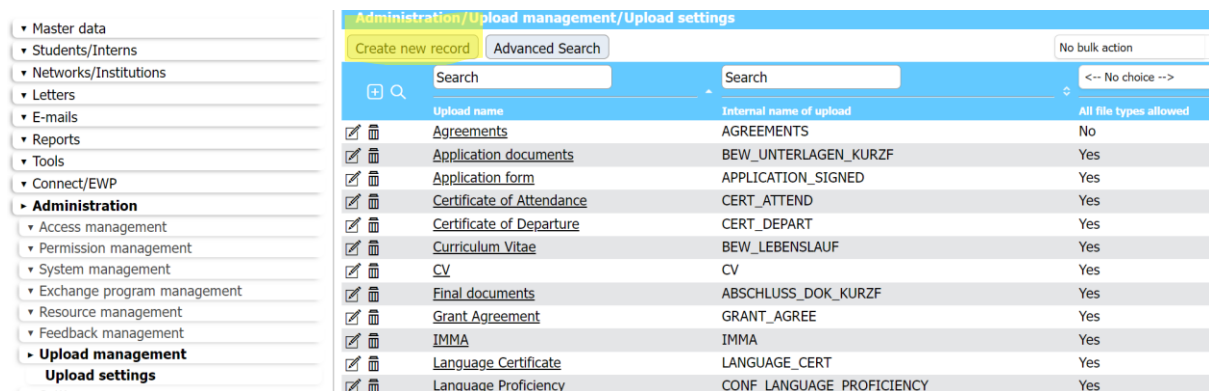 Master data
Students/Interns
Networks/Institutions
Letters
E-mails
Reports
Tools
Connect/EWP
Administration
Access management
Permission management
System management
Exchange program management
Resource management
Feedback management
Upload management
Upload settings
Administration/Upload management/Upload settings
Create new record Advanced Search No bulk action
Search Search <-- No choice -->
Upload name Internal name of upload All file types allowed
Agreements AGREEMENTS No
Application documents BEW_UNTERLAGEN_KURZF Yes
Application form APPLICATION_SIGNED Yes
Certificate of Attendance CERT_ATTEND Yes
Certificate of Departure CERT_DEPART Yes
Curriculum Vitae BEW_LEBENSLAUF Yes
CV CV Yes
Final documents ABSCHLUSS_DOK_KURZF Yes
Grant Agreement GRANT_AGREE Yes
IMMA IMMA Yes
Language Certificate LANGUAGE_CERT Yes
Language Proficiency CONF_LANGUAGE_PROFICIENCY Yes